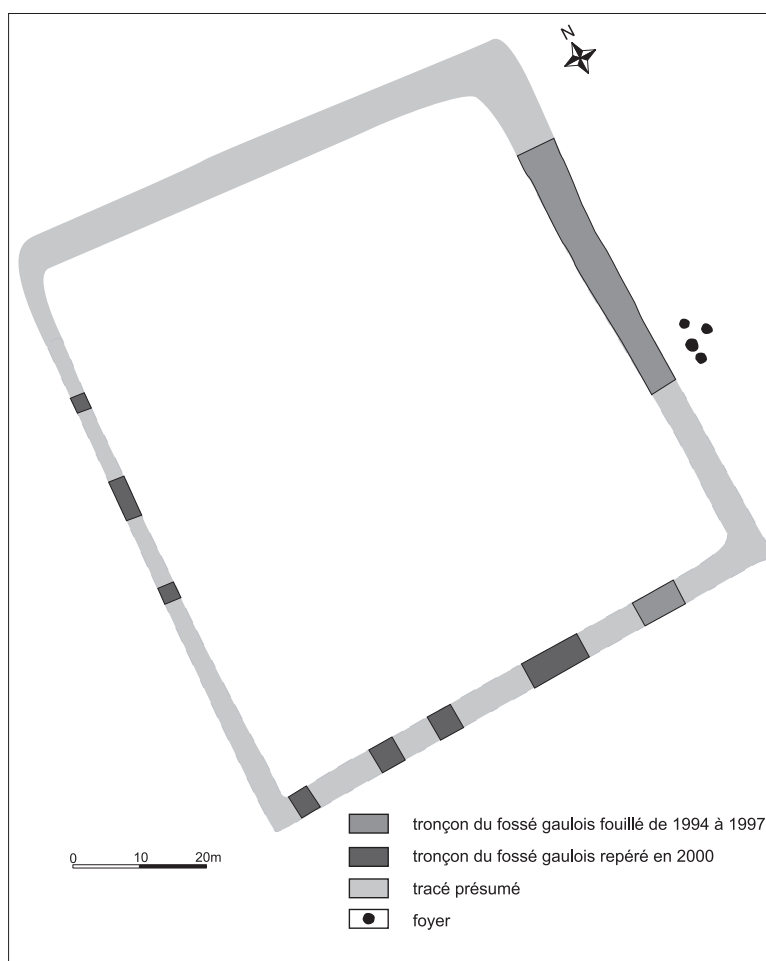 N
tronçon du fossé gaulois fouillé de 1994 à 1997
tronçon du fossé gaulois repéré en 2000
0 10 20m
tracé présumé
foyer